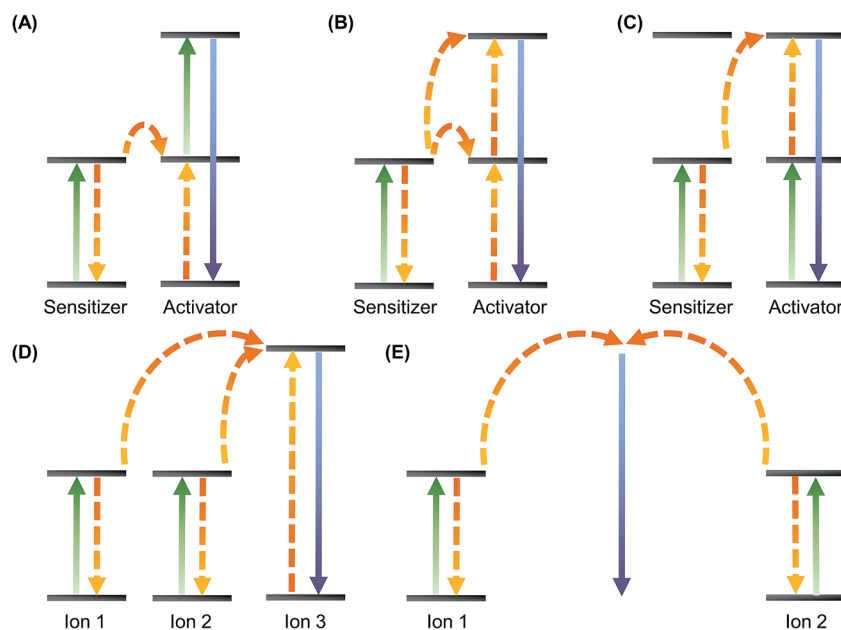 (A)
(B)
(C)
Sensitizer Activator
Sensitizer Activator
Sensitizer Activator
(D)
(E)
Ion 1 Ion 2 Ion 3
Ion 1 Ion 2